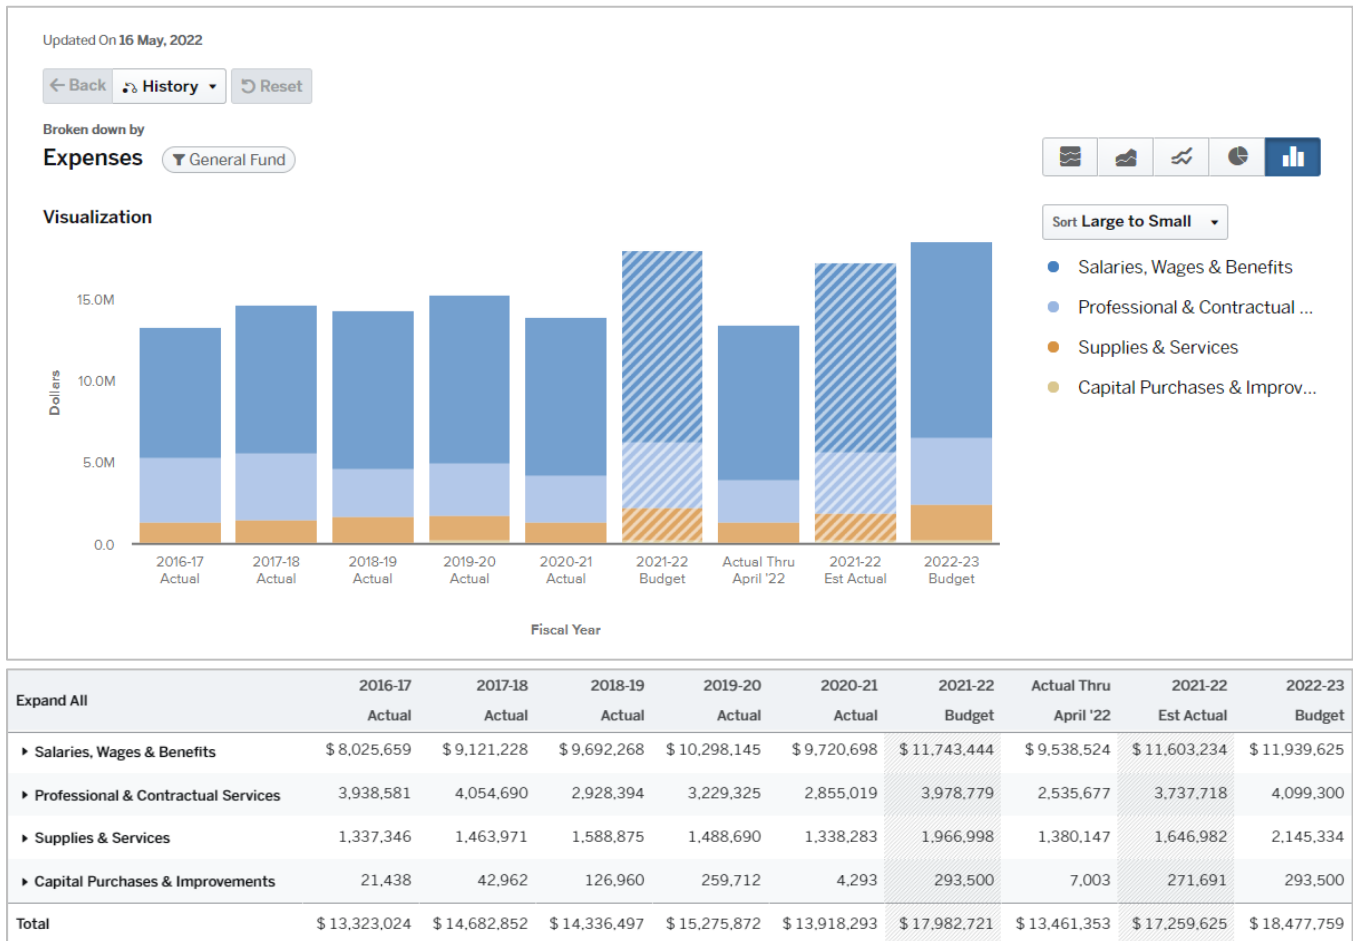 Updated On 16 May, 2022
Back History Reset
Broken down by
Expenses General Fund
Visualization
Sort Large to Small
Salaries, Wages & Benefits
Professional & Contractual ...
Supplies & Services
Capital Purchases & Improv...
15.0M
10.0M
5.0M
0.0
Dollars
2016-17 2017-18 2018-19 2019-20 2020-21 2021-22 Actual Thru 2021-22 2022-23
Actual Actual Actual Actual Actual Budget April '22 Est Actual Budget
Fiscal Year
Expand All
2016-17 2017-18 2018-19 2019-20 2020-21 2021-22 Actual Thru 2021-22 2022-23
Actual Actual Actual Actual Actual Budget April '22 Est Actual Budget
Salaries, Wages & Benefits $ 8,025,659 $ 9,121,228 $ 9,692,268 $ 10,298,145 $ 9,720,698 $ 11,743,444 $ 9,538,524 $ 11,603,234 $ 11,939,625
Professional & Contractual Services 3,938,581 4,054,690 2,928,394 3,229,325 2,855,019 3,978,779 2,535,677 3,737,718 4,099,300
Supplies & Services 1,337,346 1,463,971 1,588,875 1,488,690 1,338,283 1,966,998 1,380,147 1,646,982 2,145,334
Capital Purchases & Improvements 21,438 42,962 126,960 259,712 4,293 293,500 7,003 271,691 293,500
Total $ 13,323,024 $ 14,682,852 $ 14,336,497 $ 15,275,872 $ 13,918,293 $ 17,982,721 $ 13,461,353 $ 17,259,625 $ 18,477,759